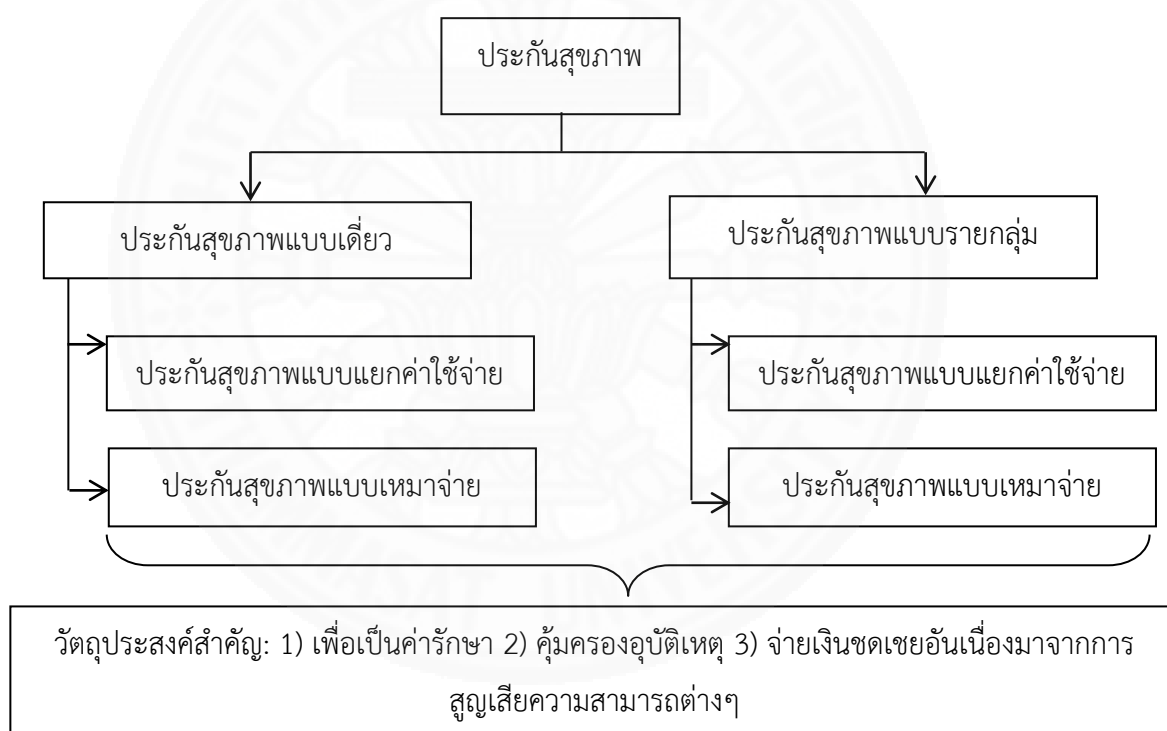 ประกันสุขภาพ
ประกันสุขภาพแบบเดี่ยว
ประกันสุขภาพแบบรายกลุ่ม
ประกันสุขภาพแบบแยกค่าใช้จ่าย
ประกันสุขภาพแบบแยกค่าใช้จ่าย
ประกันสุขภาพแบบเหมาจ่าย
ประกันสุขภาพแบบเหมาจ่าย
วัตถุประสงค์สำคัญ: 1) เพื่อเป็นค่ารักษา 2) คุ้มครองอุบัติเหตุ 3) จ่ายเงินชดเชยอันเนื่องมาจากการ
สูญเสียความสามารถต่างๆ